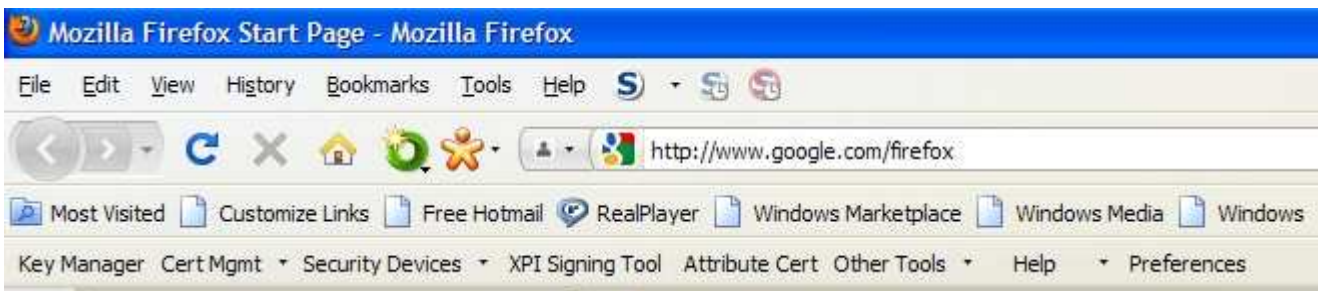 Mozilla Firefox Start Page - Mozilla Firefox
File Edit View History Bookmarks Tools Help S)
http://www.google.com/firefox
Most Visited Customize Links Free Hotmail RealPlayer Windows Marketplace Windows Media Windows
Key Manager Cert Mgmt Security Devices XPI Signing Tool Attribute Cert Other Tools Help Preferences